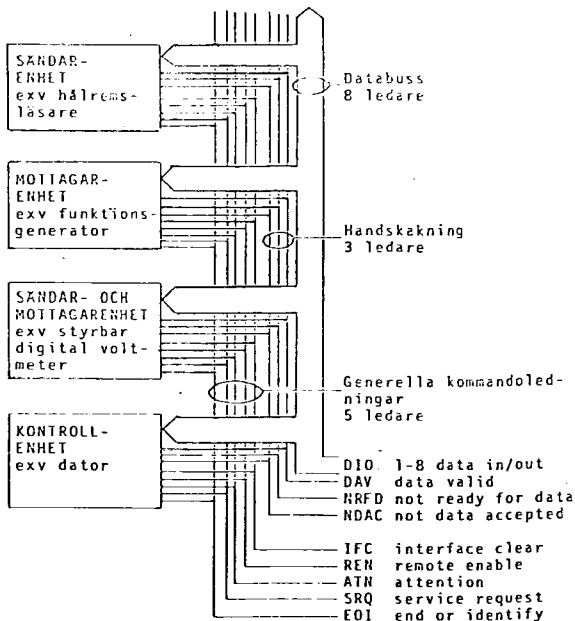 SÄNDAR-
ENHET
exv hålrems-
läsare
Databuss
8 ledare
MOTTAGAR-
ENHET
exv funktions-
generator
Handskakning
3 ledare
SÄNDAR- OCH
MOTTAGARENHET
exv styrbar
digital volt-
meter
Generella kommandoled-
ningar
5 ledare
KONTROLL-
ENHET
exv dator
DIO 1-8 data in/out
DAV data valid
NRFD not ready for data
NDAC not data accepted
IFC interface clear
REN remote enable
ATN attention
SRQ service request
EOI end or identify